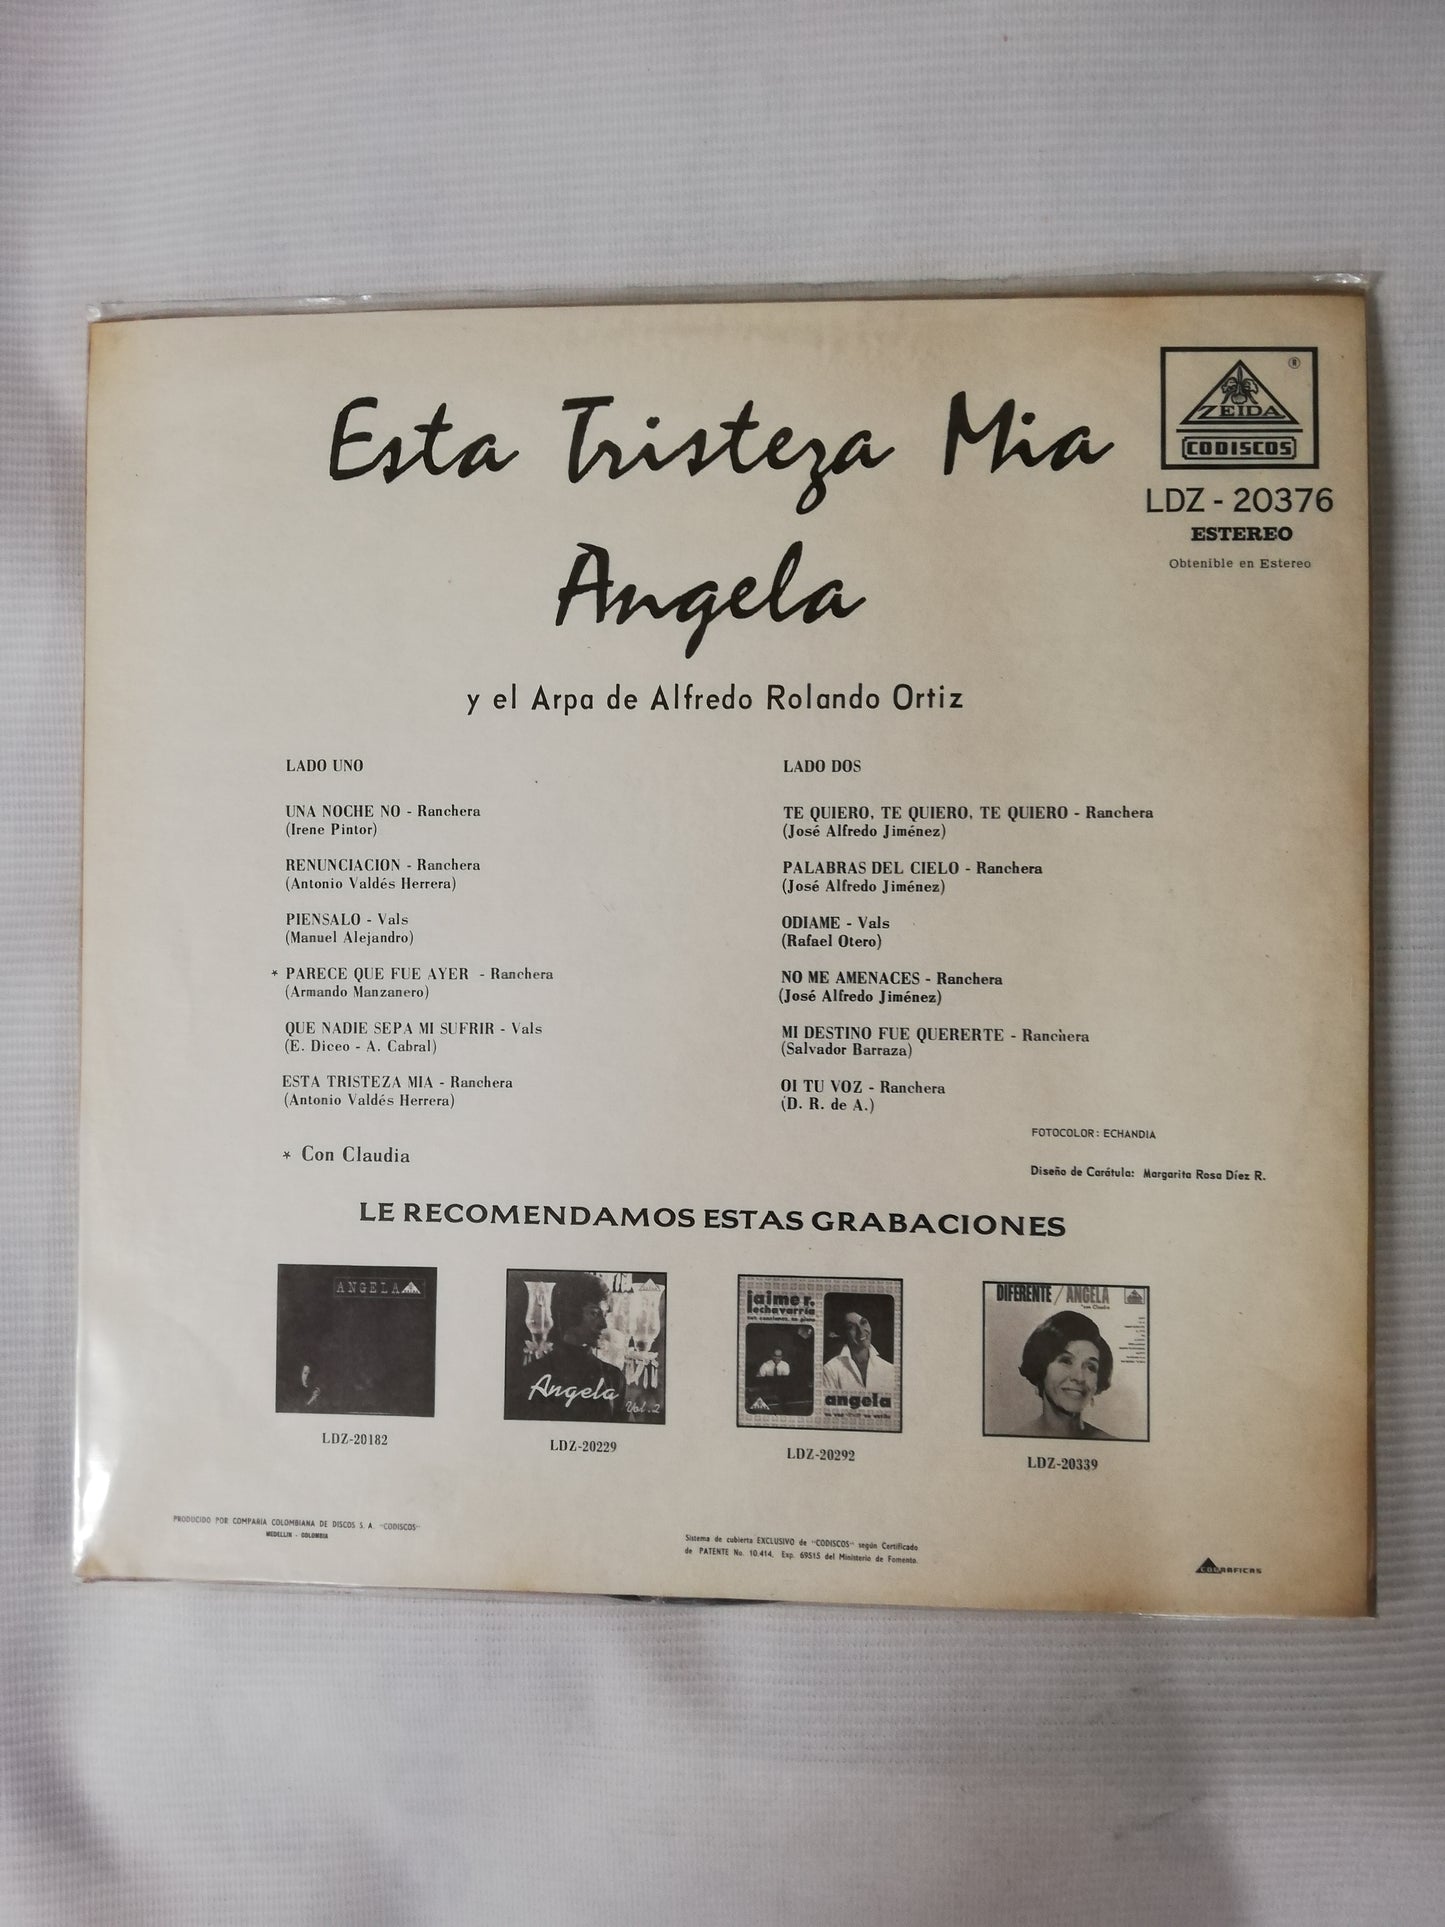 Esta Tristeza Mia
ZEIDA
®
CODISCOS
LDZ - 20376
ESTEREO
Obtenible en Estereo
Angela
y el Arpa de Alfredo Rolando Ortiz
LADO UNO
UNA NOCHE NO - Ranchera
(Irene Pintor)
RENUNCIACION - Ranchera
(Antonio Valdés Herrera)
PIENSALO - Vals
(Manuel Alejandro)
* PARECE QUE FUE AYER - Ranchera
(Armando Manzanero)
QUE NADIE SEPA MI SUFRIR - Vals
(E. Diceo - A. Cabral)
ESTA TRISTEZA MIA - Ranchera
(Antonio Valdés Herrera)
* Con Claudia
LADO DOS
TE QUIERO, TE QUIERO, TE QUIERO - Ranchera
(José Alfredo Jiménez)
PALABRAS DEL CIELO - Ranchera
(José Alfredo Jiménez)
ODIAME - Vals
(Rafael Otero)
NO ME AMENACES - Ranchera
(José Alfredo Jiménez)
MI DESTINO FUE QUERERTE - Ranchera
(Salvador Barraza)
OI TU VOZ - Ranchera
(D. R. de A.)
FOTOCOLOR: ECHANDIA
Diseño de Carátula: Margarita Rosa Díez R.
LE RECOMENDAMOS ESTAS GRABACIONES
ANGELA
LDZ-20182
Angela
Vol. 2
LDZ-20229
jaime r.
echavarría
sus canciones, su piano
angela
LDZ-20292
DIFERENTE / ANGELA
*con Claudia
LDZ-20339
PRODUCIDO POR COMPAÑIA COLOMBIANA DE DISCOS S. A. "CODISCOS"
MEDELLIN - COLOMBIA
Sistema de cubierta EXCLUSIVO de "CODISCOS" según Certificado
de PATENTE No. 10.414, Exp. 69515 del Ministerio de Fomento.
COGRAFICAS